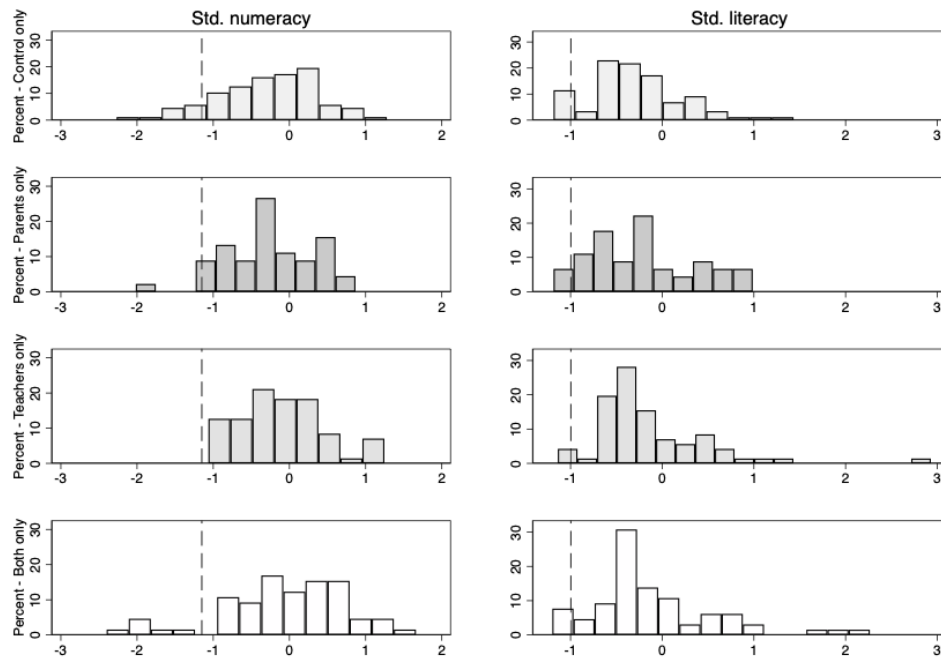 Std. numeracy
Std. literacy
Percent - Control only
0 10 20 30
-3 -2 -1 0 1 2
0 10 20 30
-1 0 1 2 3
Percent - Parents only
0 10 20 30
-3 -2 -1 0 1 2
0 10 20 30
-1 0 1 2 3
Percent - Teachers only
0 10 20 30
-3 -2 -1 0 1 2
0 10 20 30
-1 0 1 2 3
Percent - Both only
0 10 20 30
-3 -2 -1 0 1 2
0 10 20 30
-1 0 1 2 3